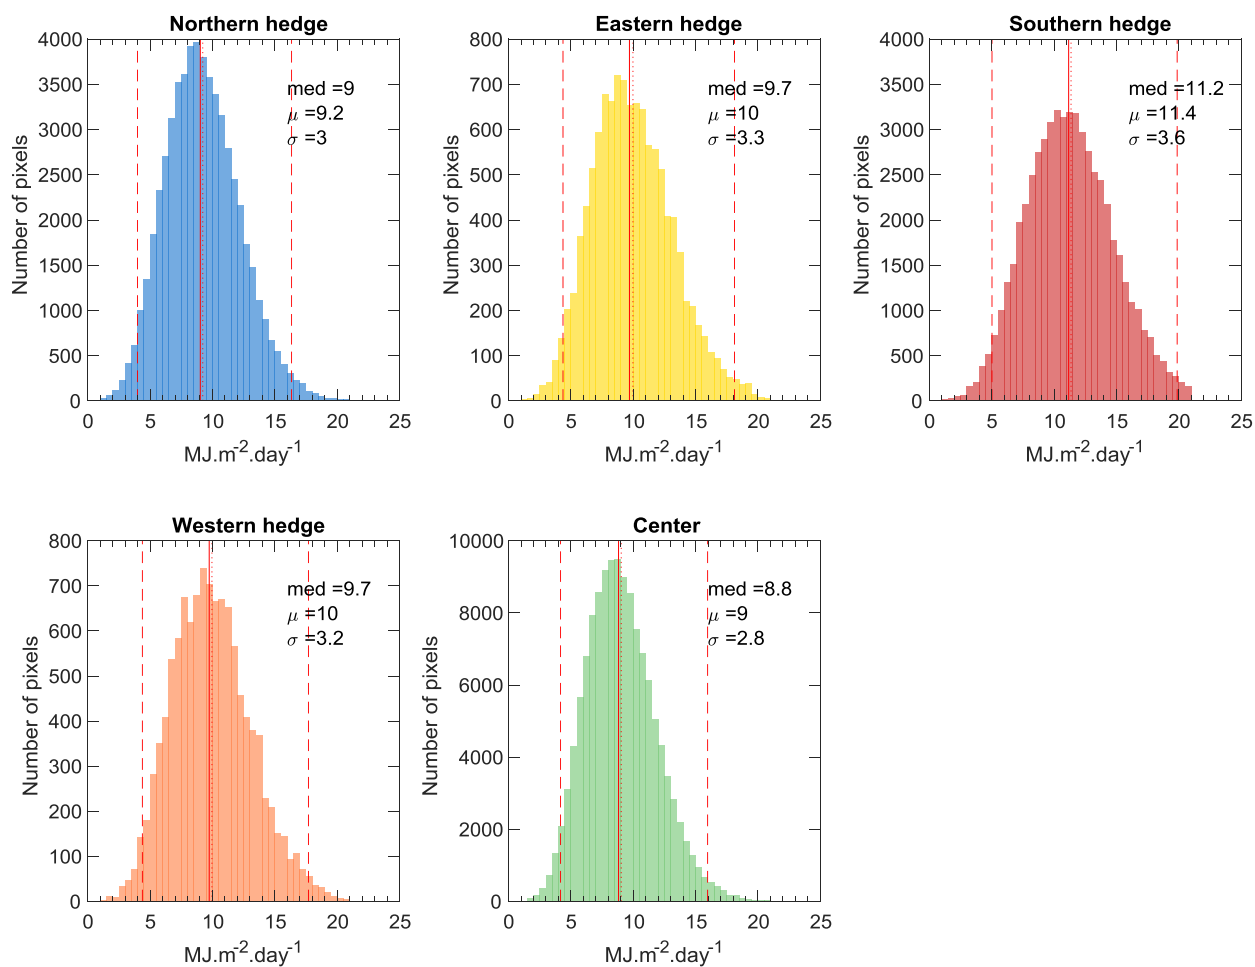 Northern hedge
4000
3500
3000
2500
2000
1500
1000
500
0
Number of pixels
med =9
μ =9.2
σ =3
0 5 10 15 20 25
MJ.m-2.day-1
Eastern hedge
800
700
600
500
400
300
200
100
0
Number of pixels
med =9.7
μ =10
σ =3.3
0 5 10 15 20 25
MJ.m-2.day-1
Southern hedge
4000
3500
3000
2500
2000
1500
1000
500
0
Number of pixels
med =11.2
μ =11.4
σ =3.6
0 5 10 15 20 25
MJ.m-2.day-1
Western hedge
800
700
600
500
400
300
200
100
0
Number of pixels
med =9.7
μ =10
σ =3.2
0 5 10 15 20 25
MJ.m-2.day-1
Center
10000
8000
6000
4000
2000
0
Number of pixels
med =8.8
μ =9
σ =2.8
0 5 10 15 20 25
MJ.m-2.day-1